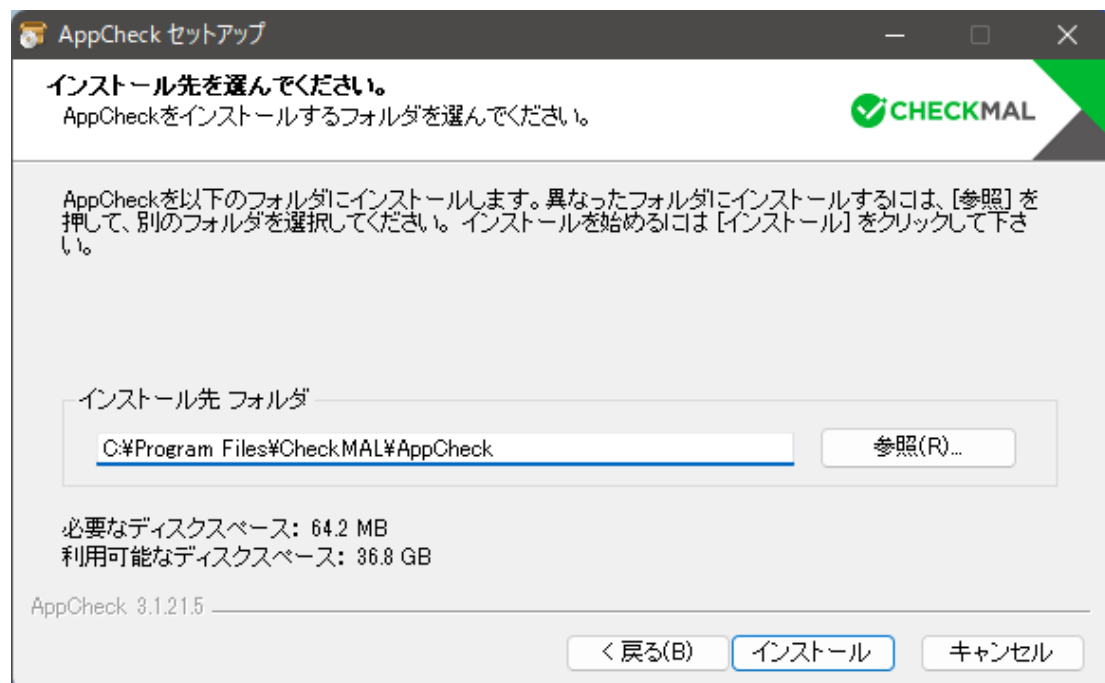 AppCheck セットアップ
インストール先を選んでください。
AppCheckをインストールするフォルダを選んでください。
CHECKMAL
AppCheckを以下のフォルダにインストールします。異なったフォルダにインストールするには、[参照] を
押して、別のフォルダを選択してください。インストールを始めるには [インストール] をクリックして下さ
い。
インストール先 フォルダ
C:¥Program Files¥CheckMAL¥AppCheck
参照(R)...
必要なディスクスペース: 64.2 MB
利用可能なディスクスペース: 36.8 GB
AppCheck 3.1.21.5
< 戻る(B)
インストール
キャンセル